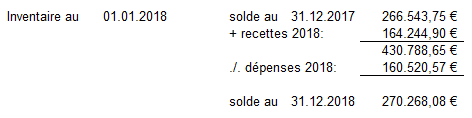 Inventaire au 01.01.2018 solde au 31.12.2017 266.543,75 €
+ recettes 2018: 164.244,90 €
430.788,65 €
./. dépenses 2018: 160.520,57 €
solde au 31.12.2018 270.268,08 €